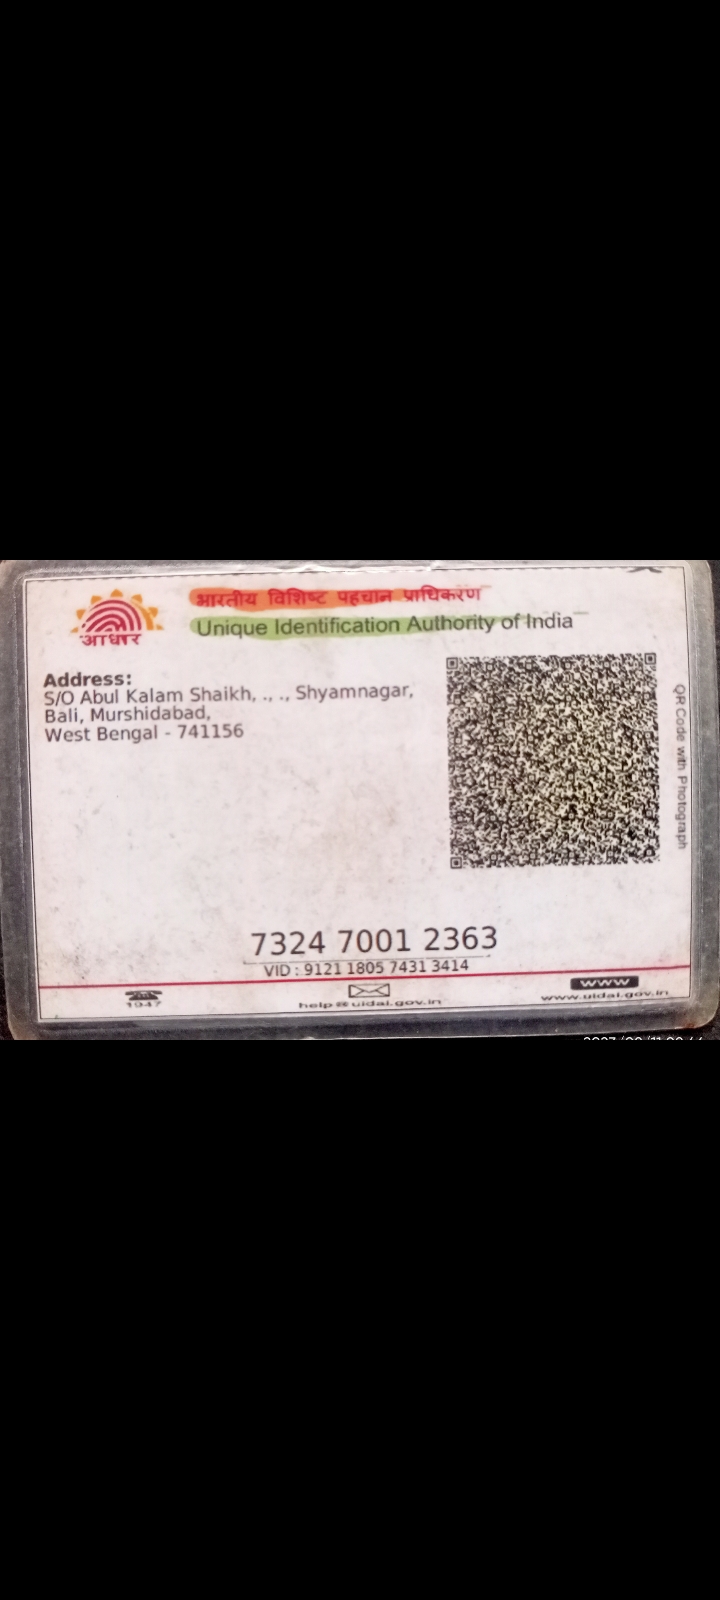 भारतीय विशिष्ट पहचान प्राधिकरण
Unique Identification Authority of India
आधार
Address:
S/O Abul Kalam Shaikh, ., ., Shyamnagar,
Bali, Murshidabad,
West Bengal - 741156
QR Code with Photograph
7324 7001 2363
VID : 9121 1805 7431 3414
1947
help@uidai.gov.in
www
www.uidai.gov.in